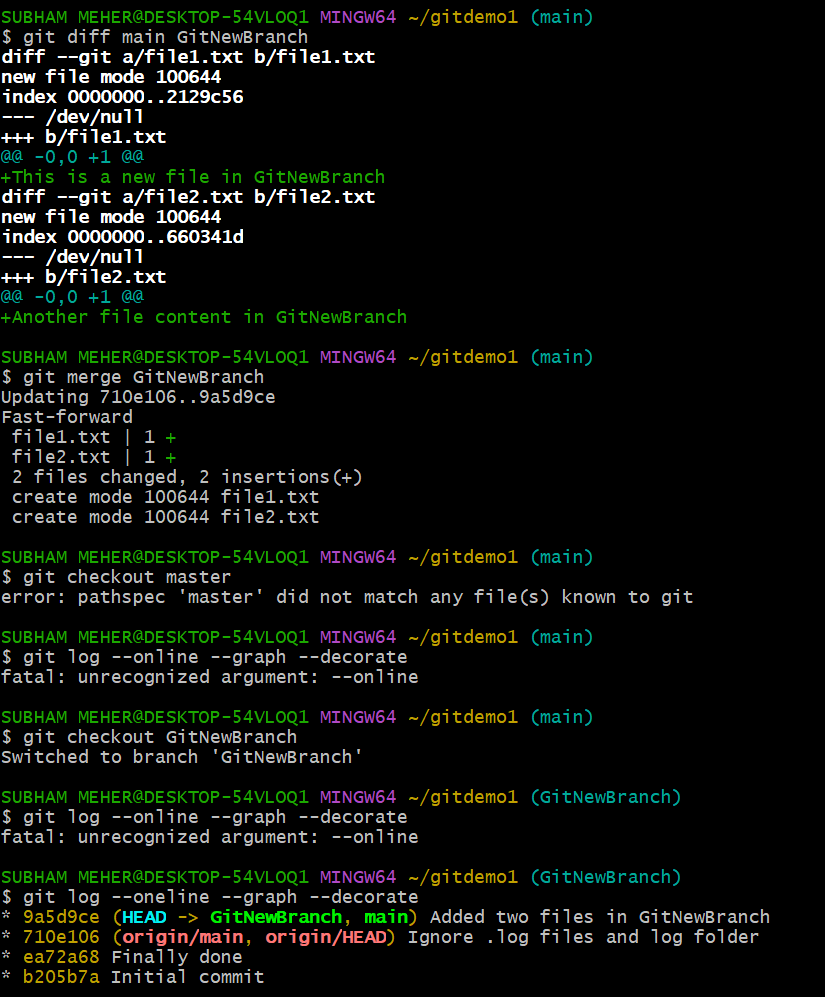 SUBHAM MEHER@DESKTOP-54VLOQ1 MINGW64 ~/gitdemo1 (main)
$ git diff main GitNewBranch
diff --git a/file1.txt b/file1.txt
new file mode 100644
index 0000000..2129c56
--- /dev/null
+++ b/file1.txt
@@ -0,0 +1 @@
+This is a new file in GitNewBranch
diff --git a/file2.txt b/file2.txt
new file mode 100644
index 0000000..660341d
--- /dev/null
+++ b/file2.txt
@@ -0,0 +1 @@
+Another file content in GitNewBranch

SUBHAM MEHER@DESKTOP-54VLOQ1 MINGW64 ~/gitdemo1 (main)
$ git merge GitNewBranch
Updating 710e106..9a5d9ce
Fast-forward
 file1.txt | 1 +
 file2.txt | 1 +
 2 files changed, 2 insertions(+)
 create mode 100644 file1.txt
 create mode 100644 file2.txt

SUBHAM MEHER@DESKTOP-54VLOQ1 MINGW64 ~/gitdemo1 (main)
$ git checkout master
error: pathspec 'master' did not match any file(s) known to git

SUBHAM MEHER@DESKTOP-54VLOQ1 MINGW64 ~/gitdemo1 (main)
$ git log --online --graph --decorate
fatal: unrecognized argument: --online

SUBHAM MEHER@DESKTOP-54VLOQ1 MINGW64 ~/gitdemo1 (main)
$ git checkout GitNewBranch
Switched to branch 'GitNewBranch'

SUBHAM MEHER@DESKTOP-54VLOQ1 MINGW64 ~/gitdemo1 (GitNewBranch)
$ git log --online --graph --decorate
fatal: unrecognized argument: --online

SUBHAM MEHER@DESKTOP-54VLOQ1 MINGW64 ~/gitdemo1 (GitNewBranch)
$ git log --oneline --graph --decorate
* 9a5d9ce (HEAD -> GitNewBranch, main) Added two files in GitNewBranch
* 710e106 (origin/main, origin/HEAD) Ignore .log files and log folder
* ea72a68 Finally done
* b205b7a Initial commit